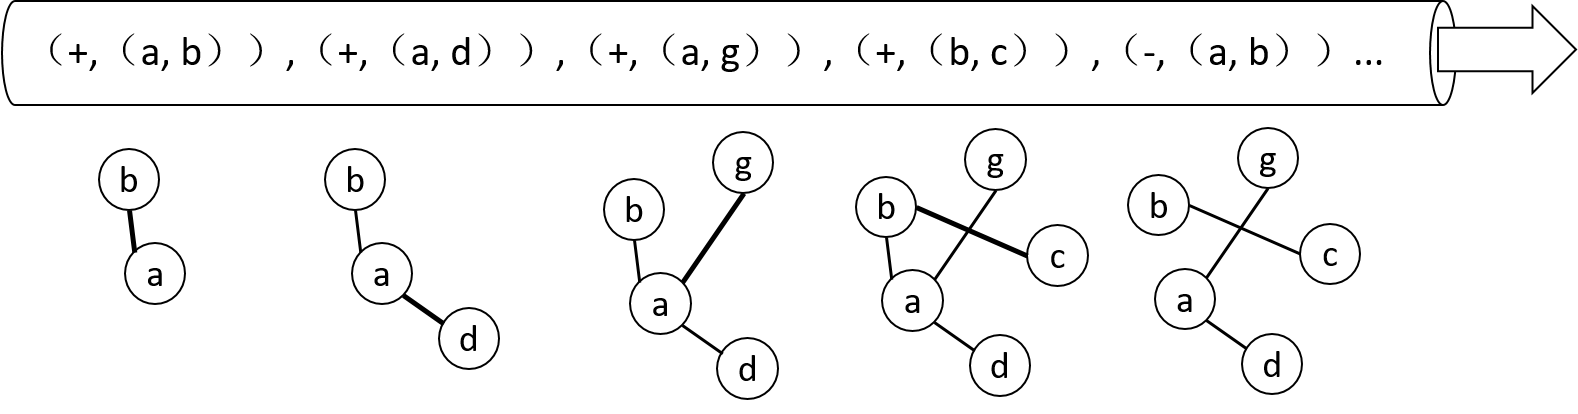 （+,（a, b））,（+,（a, d））,（+,（a, g））,（+,（b, c））,（-,（a, b））...
b
a
b
a
d
g
b
a
d
g
b
c
a
d
g
b
c
a
d